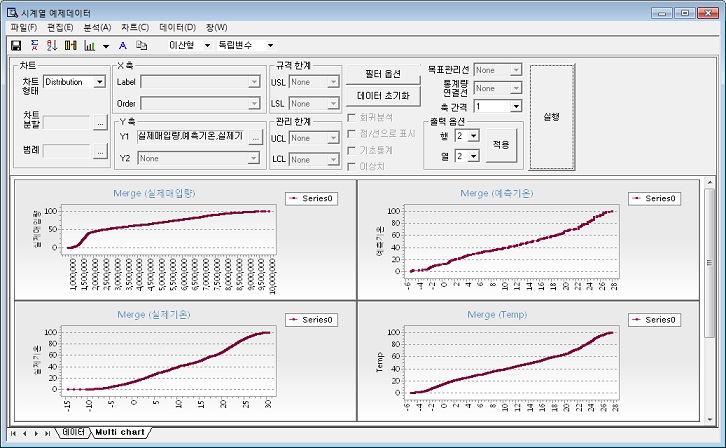 시계열 예제데이터
파일(F) 편집(E) 분석(A) 차트(C) 데이터(D) 창(W)
이산형 독립변수
차트
차트 형태 Distribution
차트 분할 ...
범례 ...
X 축
Label
Order
Y 축
Y1 실제매입량,예측기온,실제기 ...
Y2 None
규격 한계
USL None
LSL None
관리 한계
UCL None
LCL None
필터 옵션
데이터 초기화
회귀분석
점/선으로 표시
기초통계
이상치
목표관리선 None
통계량 연결선 None
축 간격 1
출력 옵션
행 2
열 2
적용
실행
Merge (실제매입량)
Series0
실제매입량
100
50
0
1,000,000 1,500,000 2,000,000 2,500,000 3,000,000 3,500,000 4,000,000 4,500,000 5,000,000 5,500,000 6,000,000 6,500,000 7,000,000 7,500,000 8,000,000 8,500,000 9,000,000 9,500,000 10,000,000
Merge (예측기온)
Series0
예측기온
100
80
60
40
20
0
-6 -4 -2 0 2 4 6 8 10 12 14 16 18 20 22 24 26 28
Merge (실제기온)
Series0
실제기온
100
80
60
40
20
0
-15 -10 -5 0 5 10 15 20 25 30
Merge (Temp)
Series0
Temp
100
80
60
40
20
0
-6 -4 -2 0 2 4 6 8 10 12 14 16 18 20 22 24 26 28
데이터 Multi chart